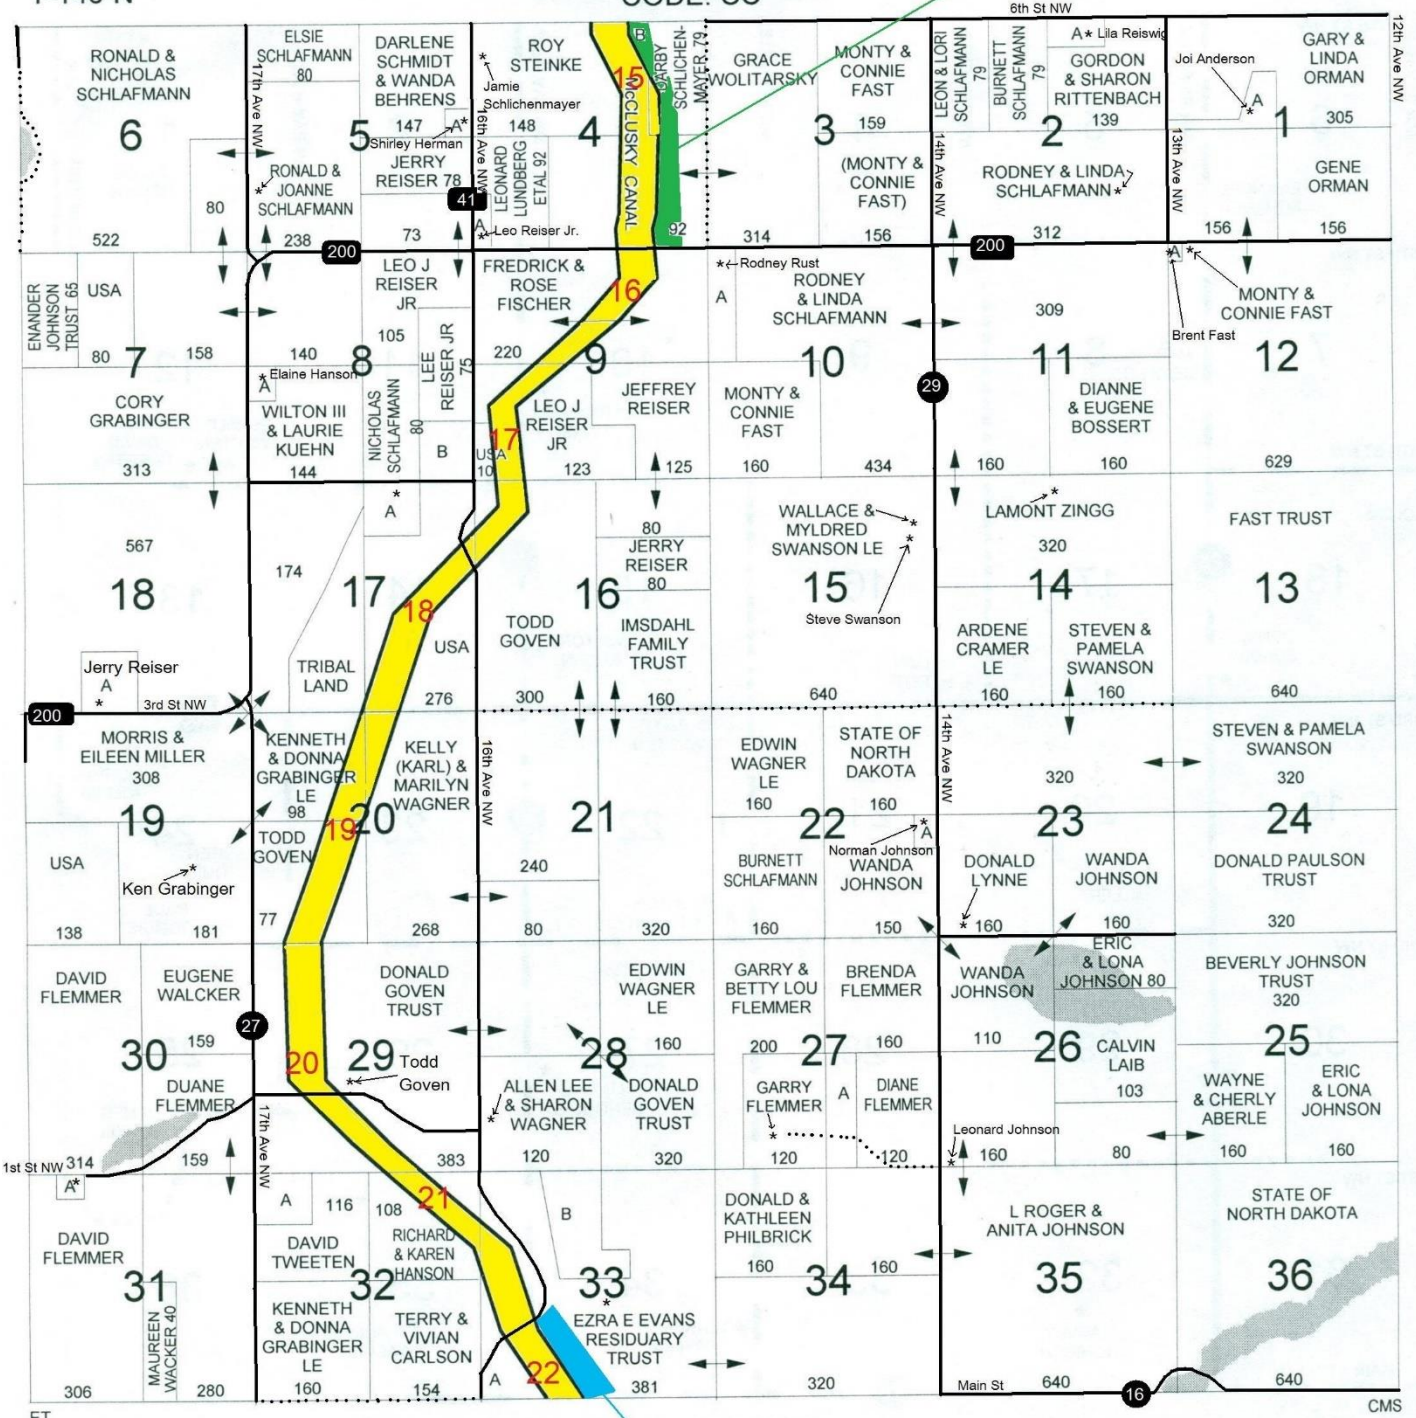 6th St NW
12th Ave NW
RONALD &
NICHOLAS
SCHLAFMANN
6
80
522
17th Ave NW
ELSIE
SCHLAFMANN
80
DARLENE
SCHMIDT
& WANDA
BEHRENS
147
A*
Shirley Herman
5
RONALD &
JOANNE
SCHLAFMANN
238
JERRY
REISER 78
73
41
200
16th Ave NW
Jamie
Schlichenmayer
ROY
STEINKE
148
4
LEONARD
LUNDBERG
ETAL 92
A
Leo Reiser Jr.
15
McCLUSKY CANAL
B
SCHLICHEN-
MAYER 79
92
GRACE
WOLITARSKY
MONTY &
CONNIE
FAST
3
159
(MONTY &
CONNIE
FAST)
314
156
14th Ave NW
LEON & LORI
SCHLAFMANN
79
BURNETT
SCHLAFMANN
79
A* Lila Reiswig
GORDON
& SHARON
RITTENBACH
2
139
RODNEY & LINDA
SCHLAFMANN*
312
200
13th Ave NW
Joi Anderson
A
GARY &
LINDA
ORMAN
1
305
GENE
ORMAN
156
156
ENANDER
JOHNSON
TRUST 65
USA
80
7
158
CORY
GRABINGER
313
LEO J
REISER
JR
105
140
8
A
Elaine Hanson
LEE
REISER JR
75
WILTON III
& LAURIE
KUEHN
144
NICHOLAS
SCHLAFMANN
80
B
FREDRICK &
ROSE
FISCHER
16
220
9
LEO J
REISER
JR
17
USA
10
123
JEFFREY
REISER
125
*←Rodney Rust
A
RODNEY
& LINDA
SCHLAFMANN
10
MONTY &
CONNIE
FAST
160
434
29
309
11
DIANNE
& EUGENE
BOSSERT
160
160
A
Brent Fast
MONTY &
CONNIE FAST
12
629
567
18
Jerry Reiser
A
*
3rd St NW
200
174
A
17
18
TRIBAL
LAND
USA
276
80
JERRY
REISER
80
16
TODD
GOVEN
IMSDAHL
FAMILY
TRUST
300
160
WALLACE &
MYLDRED
SWANSON LE
15
Steve Swanson
640
LAMONT ZINGG
320
14
ARDENE
CRAMER
LE
160
STEVEN &
PAMELA
SWANSON
160
FAST TRUST
13
640
MORRIS &
EILEEN MILLER
308
19
USA
138
Ken Grabinger
181
KENNETH
& DONNA
GRABINGER
LE
98
TODD
GOVEN
77
19
20
KELLY
(KARL) &
MARILYN
WAGNER
268
16th Ave NW
21
240
80
320
EDWIN
WAGNER
LE
160
STATE OF
NORTH
DAKOTA
160
22
Norman Johnson
A
BURNETT
SCHLAFMANN
160
WANDA
JOHNSON
150
14th Ave NW
320
23
DONALD
LYNNE
160
WANDA
JOHNSON
160
STEVEN & PAMELA
SWANSON
320
24
DONALD PAULSON
TRUST
320
DAVID
FLEMMER
EUGENE
WALCKER
159
30
DUANE
FLEMMER
159
1st St NW
314
27
17th Ave NW
DONALD
GOVEN
TRUST
20
29
Todd
Goven
383
EDWIN
WAGNER
LE
28
160
ALLEN LEE
& SHARON
WAGNER
120
DONALD
GOVEN
TRUST
320
GARRY &
BETTY LOU
FLEMMER
200
BRENDA
FLEMMER
27
160
GARRY
FLEMMER
A
DIANE
FLEMMER
120
120
WANDA
JOHNSON
110
ERIC
& LONA
JOHNSON 80
26
CALVIN
LAIB
103
Leonard Johnson
160
80
BEVERLY JOHNSON
TRUST
320
25
WAYNE
& CHERLY
ABERLE
160
ERIC
& LONA
JOHNSON
160
A*
DAVID
FLEMMER
31
MAUREEN
WACKER 40
306
280
A
116
108
21
DAVID
TWEETEN
RICHARD
& KAREN
HANSON
32
KENNETH
& DONNA
GRABINGER
LE
160
TERRY &
VIVIAN
CARLSON
154
B
33
EZRA E EVANS
RESIDUARY
TRUST
A
22
381
DONALD &
KATHLEEN
PHILBRICK
160
34
160
320
L ROGER &
ANITA JOHNSON
35
Main St
640
16
STATE OF
NORTH DAKOTA
36
640
CMS